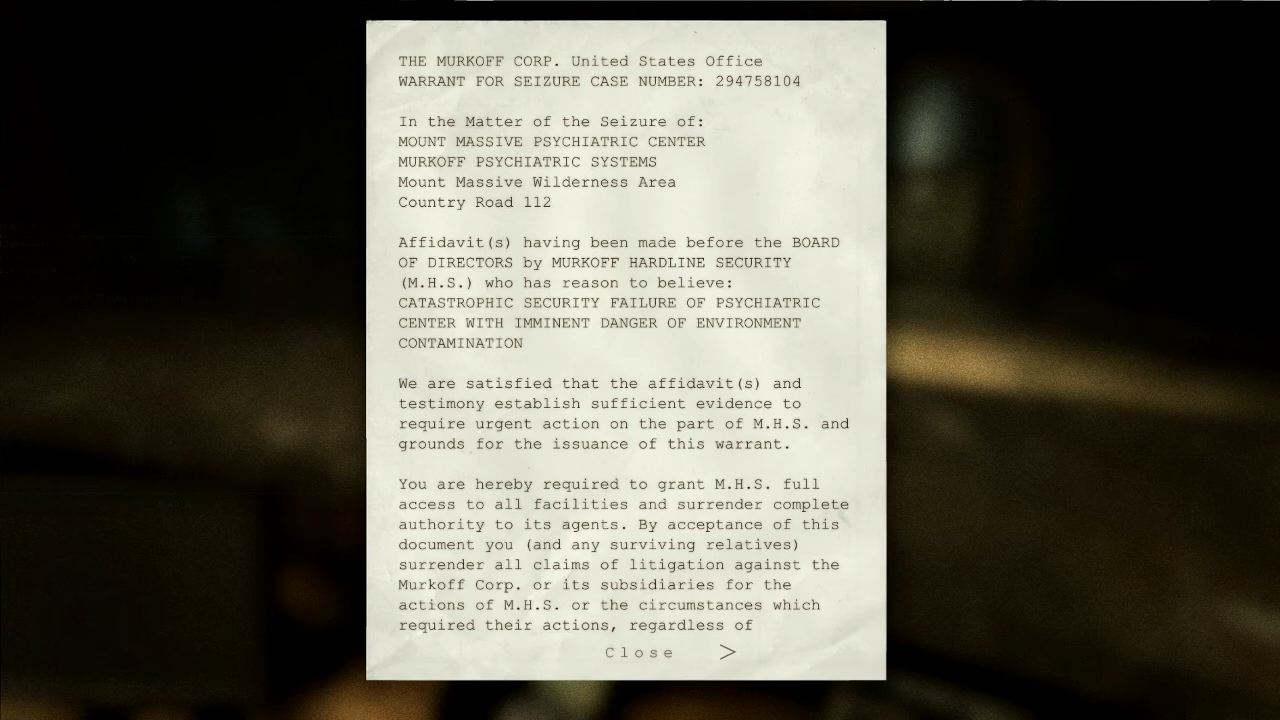 THE MURKOFF CORP. United States Office
WARRANT FOR SEIZURE CASE NUMBER: 294758104
In the Matter of the Seizure of:
MOUNT MASSIVE PSYCHIATRIC CENTER
MURKOFF PSYCHIATRIC SYSTEMS
Mount Massive Wilderness Area
Country Road 112
Affidavit(s) having been made before the BOARD
OF DIRECTORS by MURKOFF HARDLINE SECURITY
(M.H.S.) who has reason to believe:
CATASTROPHIC SECURITY FAILURE OF PSYCHIATRIC
CENTER WITH IMMINENT DANGER OF ENVIRONMENT
CONTAMINATION
We are satisfied that the affidavit(s) and
testimony establish sufficient evidence to
require urgent action on the part of M.H.S. and
grounds for the issuance of this warrant.
You are hereby required to grant M.H.S. full
access to all facilities and surrender complete
authority to its agents. By acceptance of this
document you (and any surviving relatives)
surrender all claims of litigation against the
Murkoff Corp. or its subsidiaries for the
actions of M.H.S. or the circumstances which
required their actions, regardless of
Close >